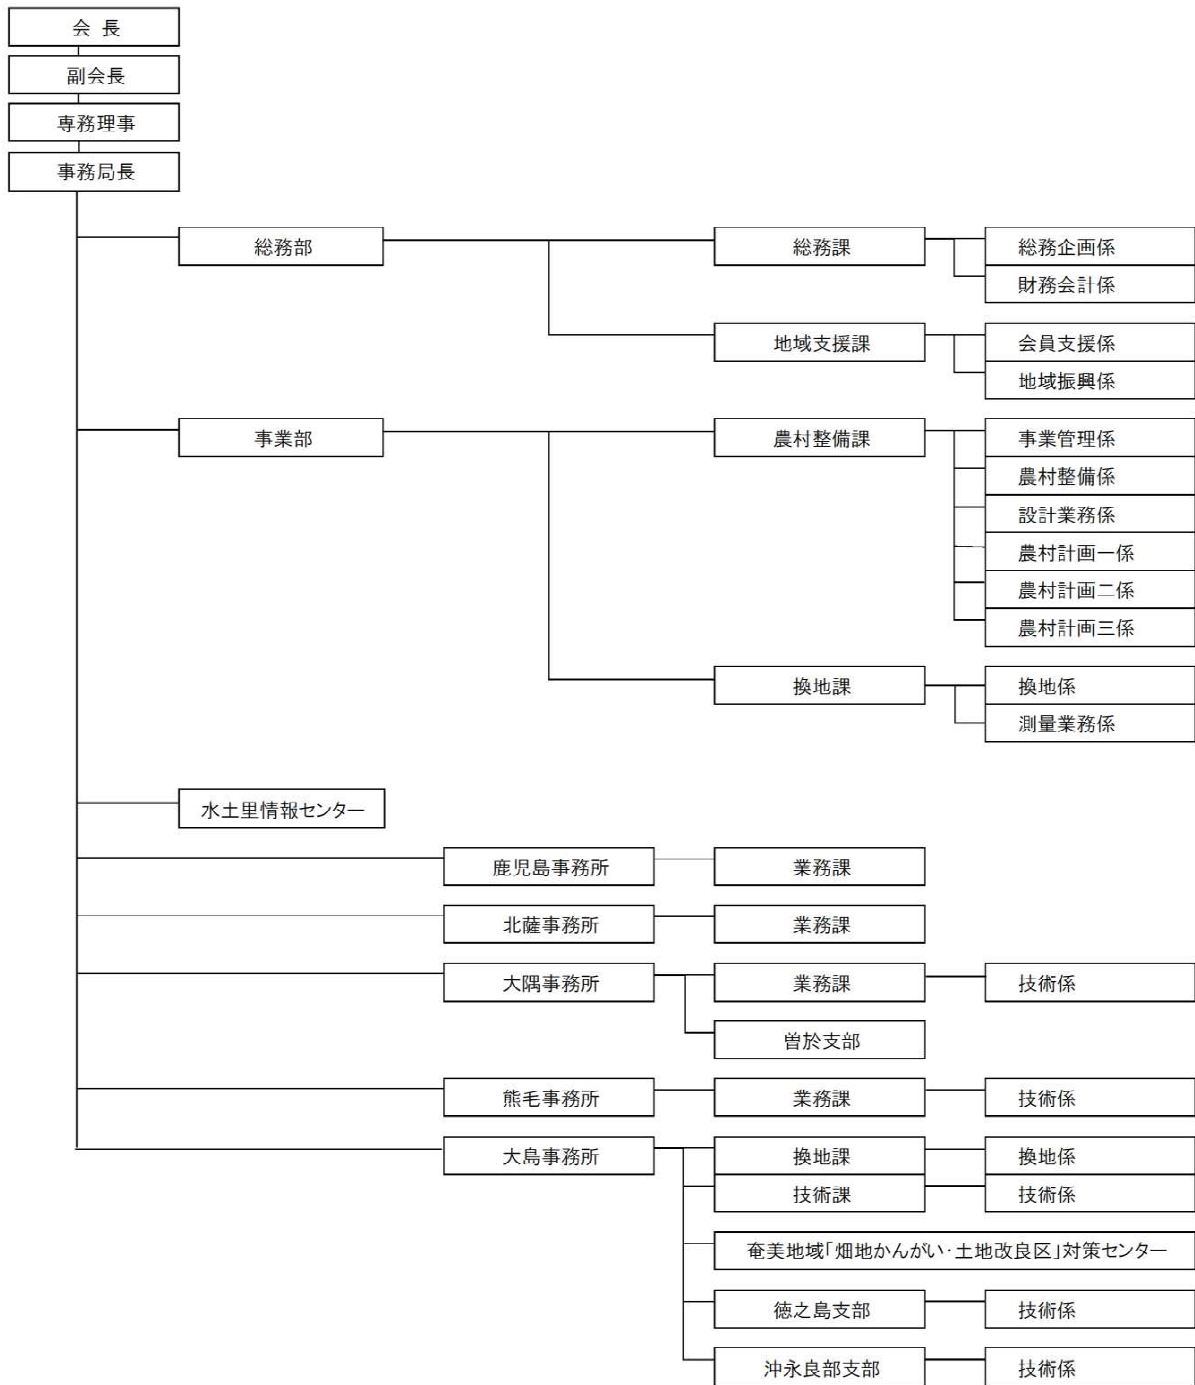 会 長
副会長
専務理事
事務局長
総務部
総務課
総務企画係
財務会計係
地域支援課
会員支援係
地域振興係
事業部
農村整備課
事業管理係
農村整備係
設計業務係
農村計画一係
農村計画二係
農村計画三係
換地課
換地係
測量業務係
水土里情報センター
鹿児島事務所
業務課
北薩事務所
業務課
大隅事務所
業務課
技術係
曽於支部
熊毛事務所
業務課
技術係
大島事務所
換地課
換地係
技術課
技術係
奄美地域「畑地かんがい・土地改良区」対策センター
徳之島支部
技術係
沖永良部支部
技術係